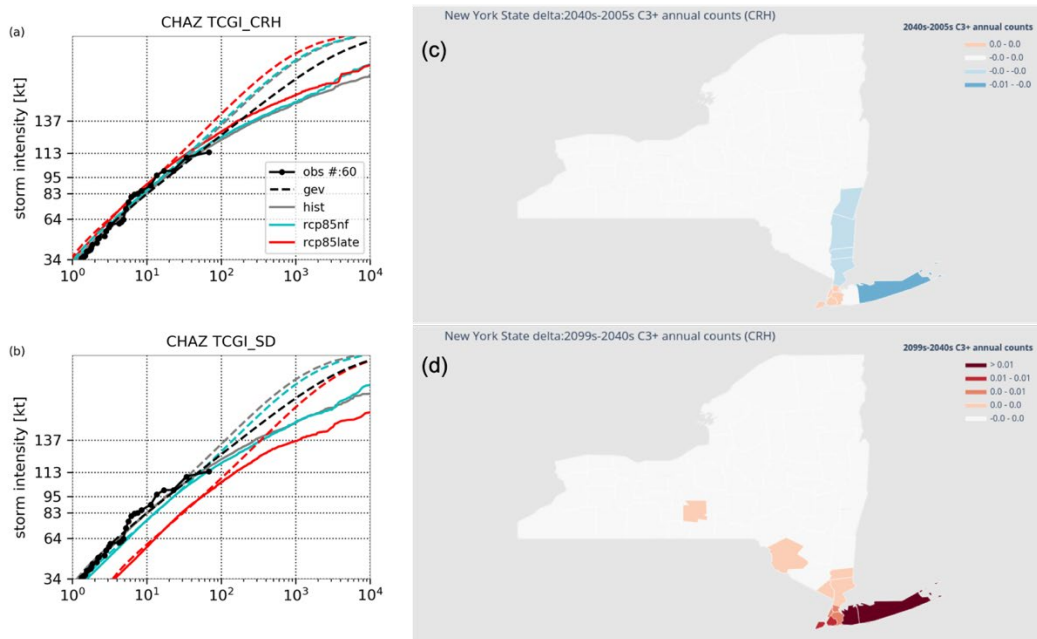 (a)
CHAZ TCGI_CRH
storm intensity [kt]
137
113
95
83
64
34
obs #:60
gev
hist
rcp85nf
rcp85late
10⁰ 10¹ 10² 10³ 10⁴
(b)
CHAZ TCGI_SD
storm intensity [kt]
137
113
95
83
64
34
10⁰ 10¹ 10² 10³ 10⁴
New York State delta:2040s-2005s C3+ annual counts (CRH)
(c)
2040s-2005s C3+ annual counts
0.0 - 0.0
-0.0 - 0.0
-0.0 - -0.0
-0.01 - -0.0
New York State delta:2099s-2040s C3+ annual counts (CRH)
(d)
2099s-2040s C3+ annual counts
> 0.01
0.01 - 0.01
0.0 - 0.01
0.0 - 0.0
-0.0 - 0.0